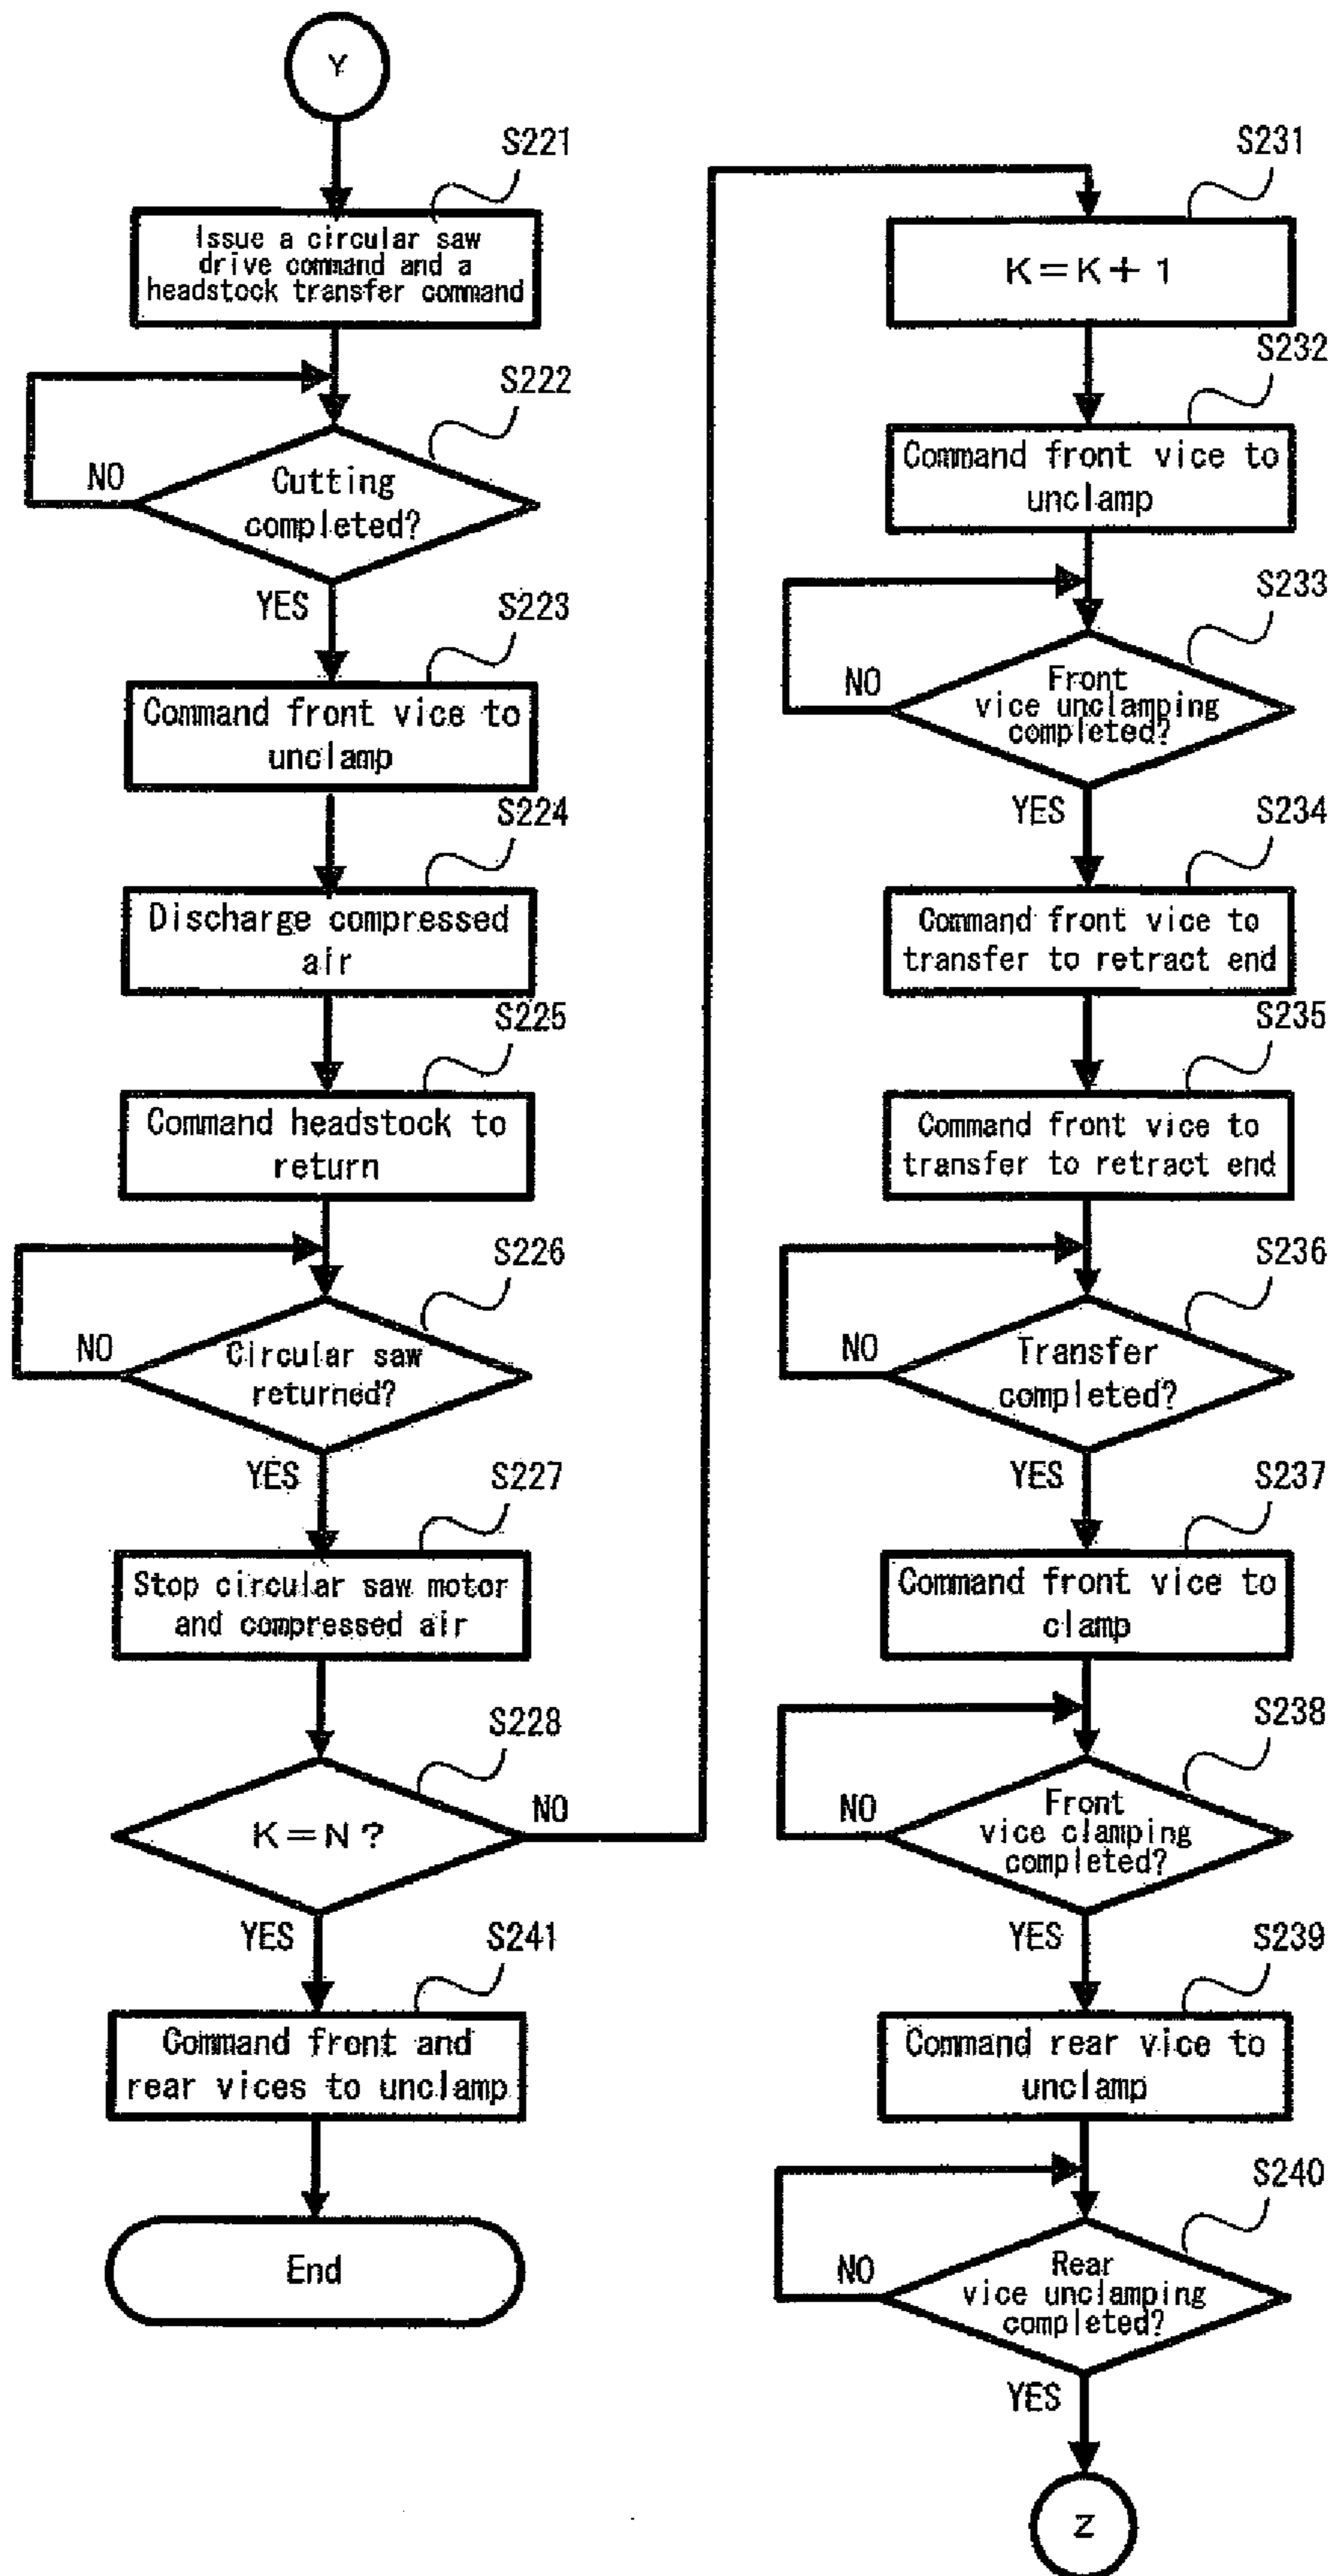 Y
S221
Issue a circular saw
drive command and a
headstock transfer command
S222
Cutting
completed?
NO
YES
S223
Command front vice to
unclamp
S224
Discharge compressed
air
S225
Command headstock to
return
S226
Circular saw
returned?
NO
YES
S227
Stop circular saw motor
and compressed air
S228
K=N?
NO
YES
S241
Command front and
rear vices to unclamp
End
S231
K=K+1
S232
Command front vice to
unclamp
S233
Front
vice unclamping
completed?
NO
YES
S234
Command front vice to
transfer to retract end
S235
Command front vice to
transfer to retract end
S236
Transfer
completed?
NO
YES
S237
Command front vice to
clamp
S238
Front
vice clamping
completed?
NO
YES
S239
Command rear vice to
unclamp
S240
Rear
vice unclamping
completed?
NO
YES
Z